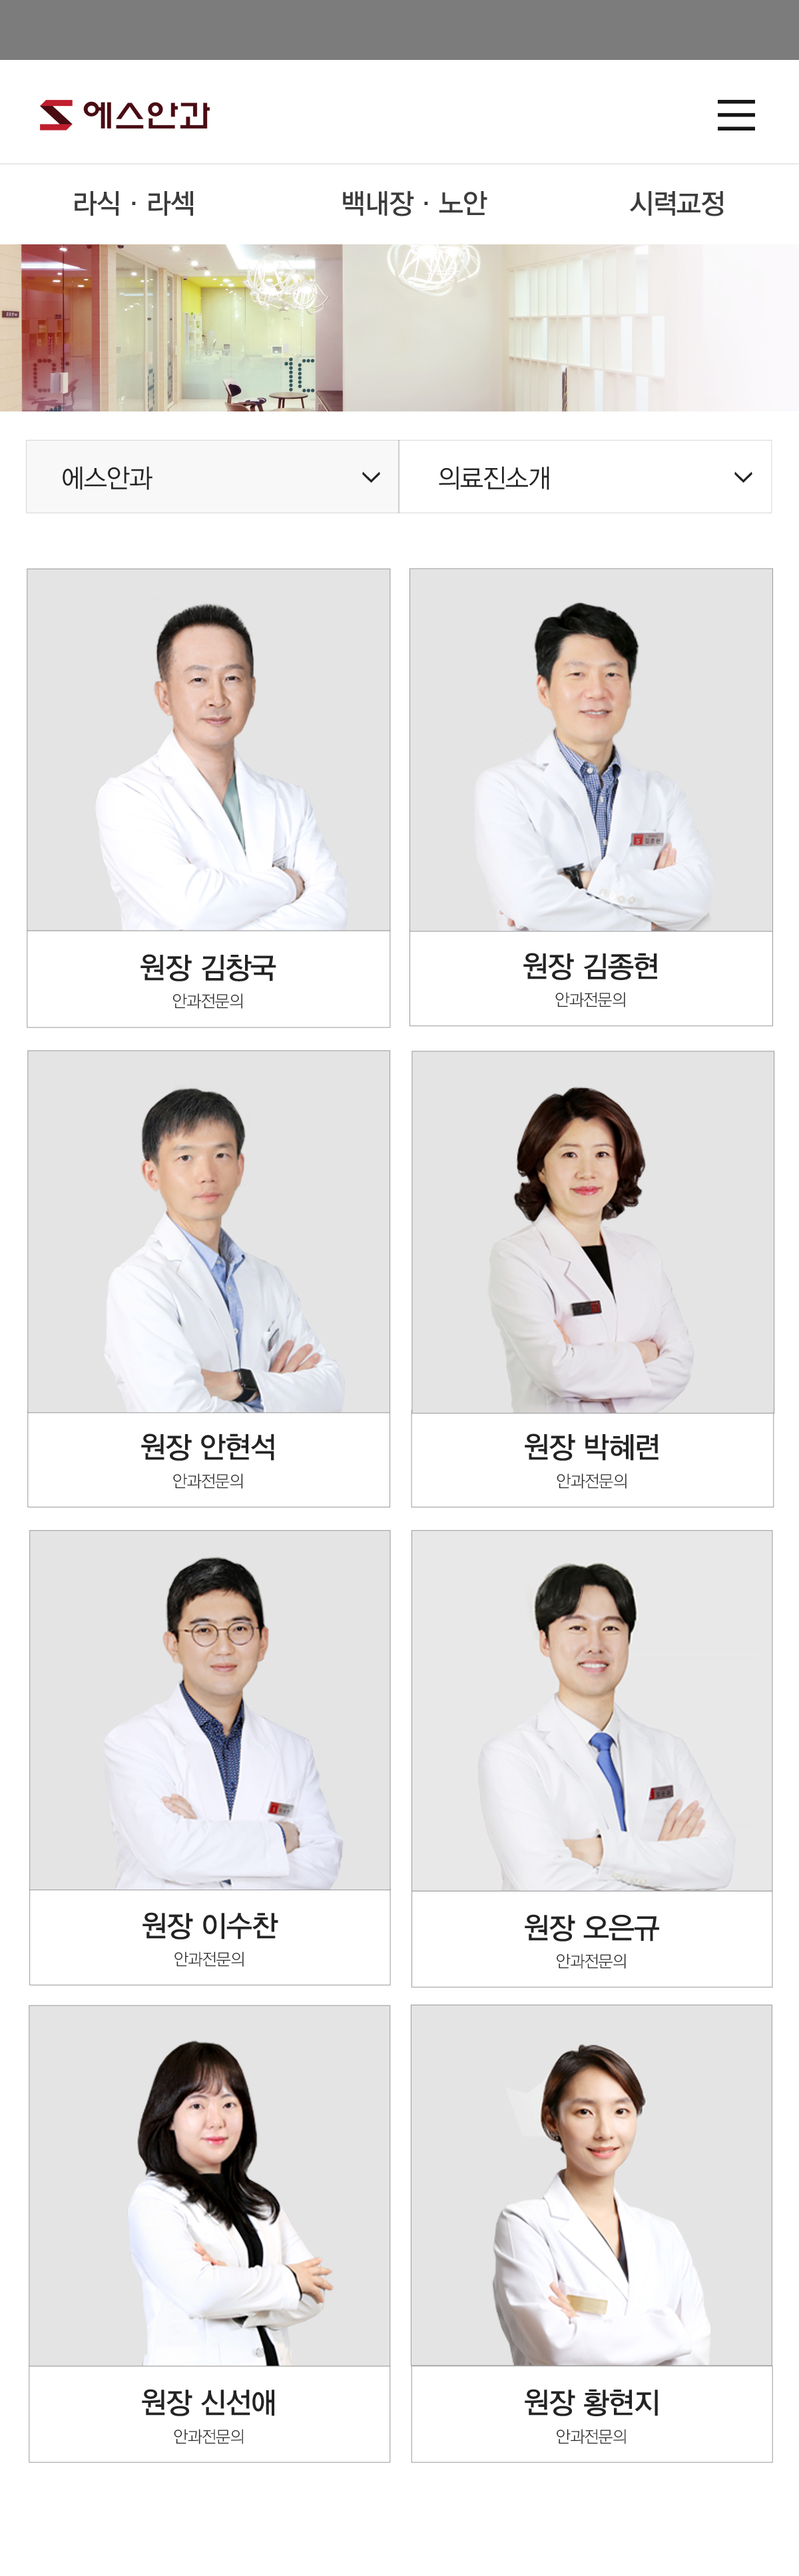 에스안과
라식 · 라섹
백내장 · 노안
시력교정
에스안과
의료진소개
원장 김창국
안과전문의
원장 김종현
안과전문의
원장 안현석
안과전문의
원장 박혜련
안과전문의
원장 이수찬
안과전문의
원장 오은규
안과전문의
원장 신선애
안과전문의
원장 황현지
안과전문의